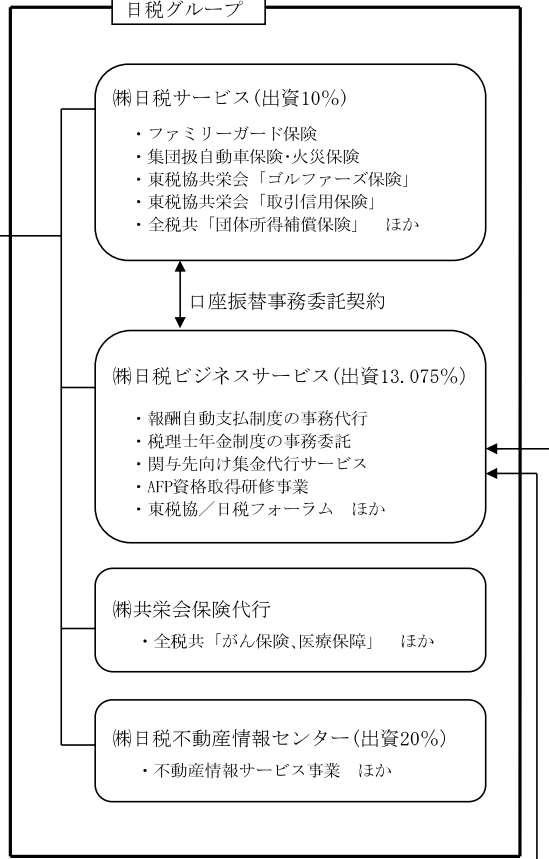 日税グループ
㈱日税サービス(出資10%)
・ファミリーガード保険
・集団扱自動車保険･火災保険
・東税協共栄会「ゴルファーズ保険」
・東税協共栄会「取引信用保険」
・全税共「団体所得補償保険」　ほか
口座振替事務委託契約
㈱日税ビジネスサービス(出資13.075%)
・報酬自動支払制度の事務代行
・税理士年金制度の事務委託
・関与先向け集金代行サービス
・AFP資格取得研修事業
・東税協／日税フォーラム　ほか
㈱共栄会保険代行
・全税共「がん保険､医療保障」　ほか
㈱日税不動産情報センター(出資20%)
・不動産情報サービス事業　ほか